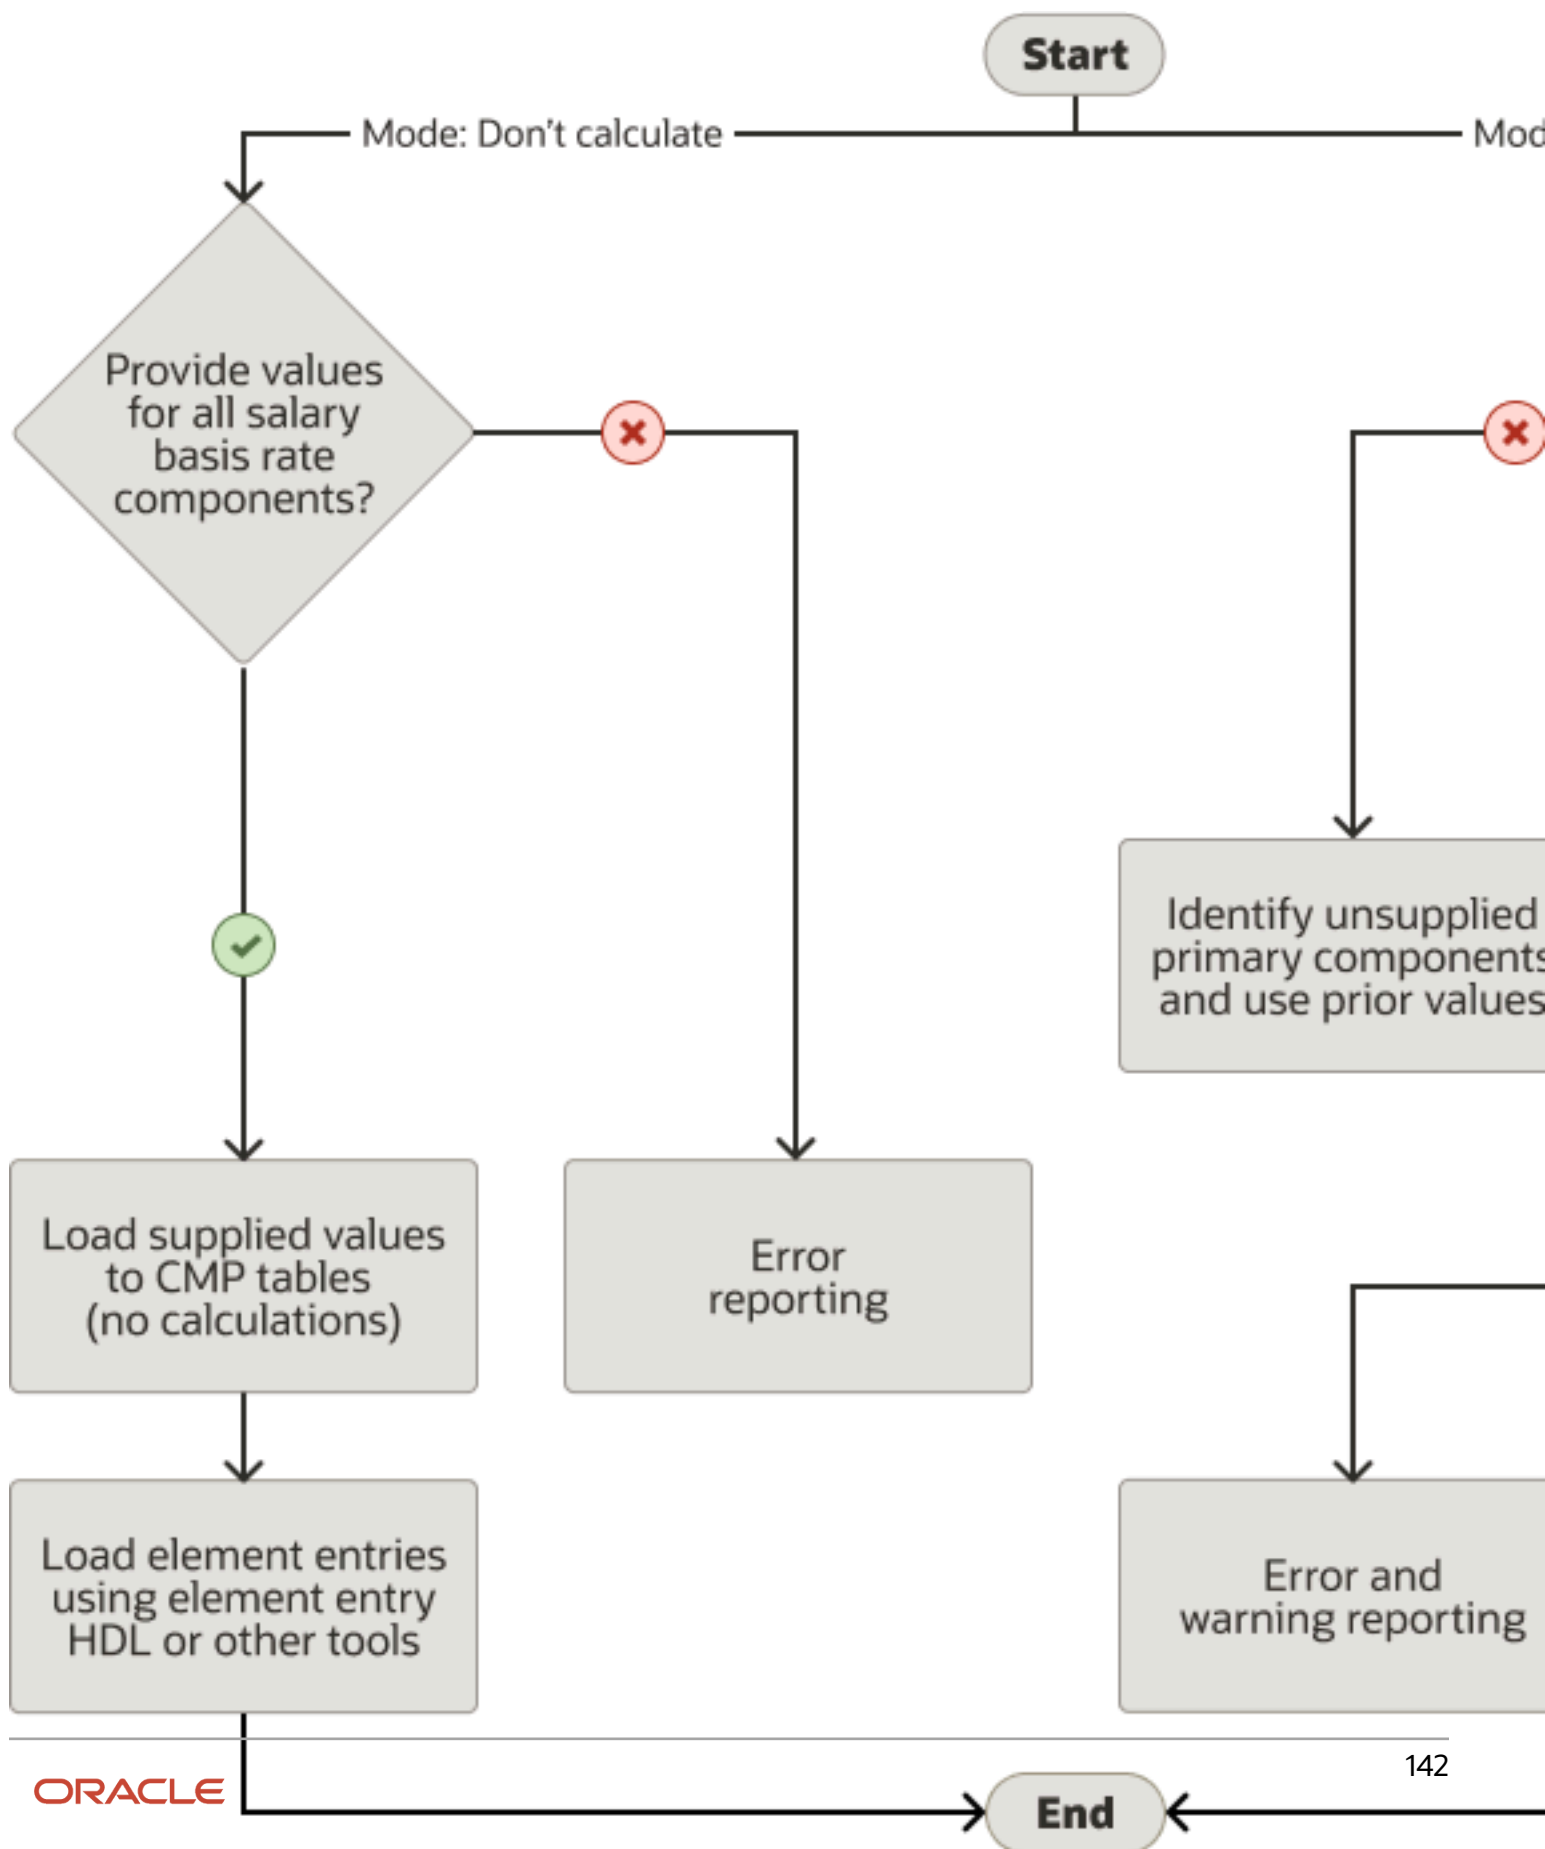 Start
Mode: Don't calculate
Mod
Provide values
for all salary
basis rate
components?
Identify unsupplied
primary components
and use prior values
Load supplied values
to CMP tables
(no calculations)
Error
reporting
Load element entries
using element entry
HDL or other tools
Error and
warning reporting
142
ORACLE
End